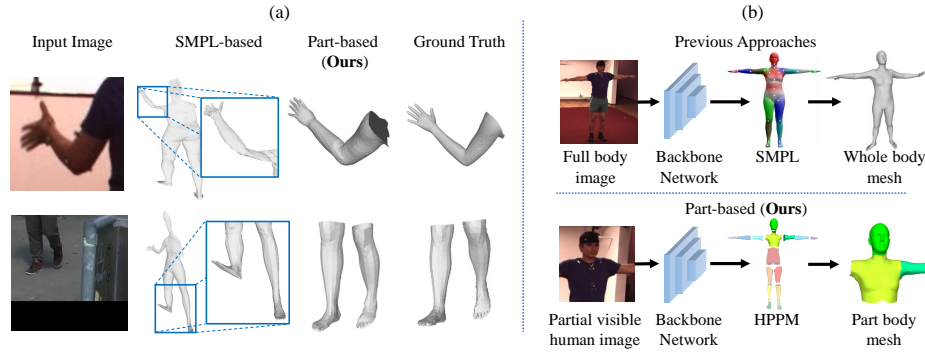 (a)
Input Image
SMPL-based
Part-based
(Ours)
Ground Truth
(b)
Previous Approaches
Full body
image
Backbone
Network
SMPL
Whole body
mesh
Part-based (Ours)
Partial visible
human image
Backbone
Network
HPPM
Part body
mesh